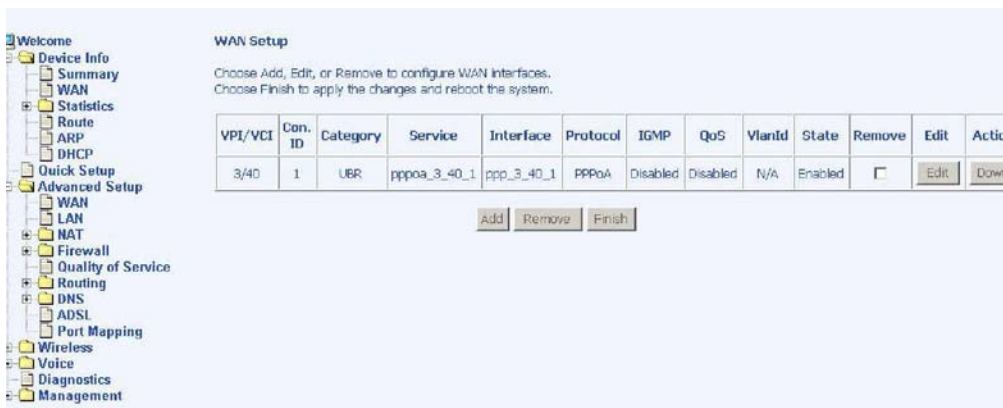 Welcome
Device Info
Summary
WAN
Statistics
Route
ARP
DHCP
Quick Setup
Advanced Setup
WAN
LAN
NAT
Firewall
Quality of Service
Routing
DNS
ADSL
Port Mapping
Wireless
Voice
Diagnostics
Management
WAN Setup
Choose Add, Edit, or Remove to configure WAN interfaces.
Choose Finish to apply the changes and reboot the system.
VPI/VCI Con. ID Category Service Interface Protocol IGMP QoS VlanId State Remove Edit Actio
3/40 1 UBR pppoa_3_40_1 ppp_3_40_1 PPPoA Disabled Disabled N/A Enabled Edit Dow
Add Remove Finish